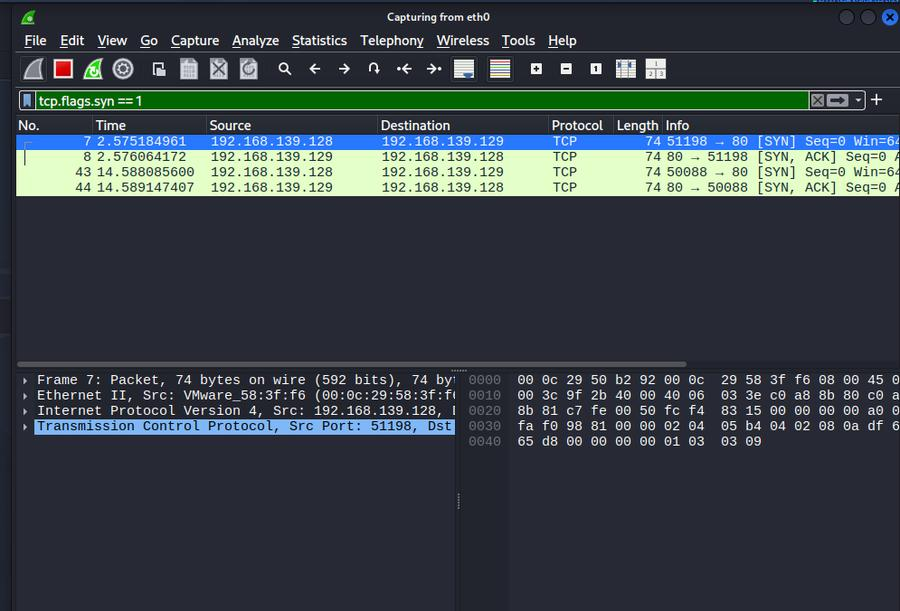 Capturing from eth0
File Edit View Go Capture Analyze Statistics Telephony Wireless Tools Help
tcp.flags.syn == 1
No. Time Source Destination Protocol Length Info
7 2.575184961 192.168.139.128 192.168.139.129 TCP 74 51198 → 80 [SYN] Seq=0 Win=64
8 2.576064172 192.168.139.129 192.168.139.128 TCP 74 80 → 51198 [SYN, ACK] Seq=0 A
43 14.588085600 192.168.139.128 192.168.139.129 TCP 74 50088 → 80 [SYN] Seq=0 Win=64
44 14.589147407 192.168.139.129 192.168.139.128 TCP 74 80 → 50088 [SYN, ACK] Seq=0 A
Frame 7: Packet, 74 bytes on wire (592 bits), 74 byt
Ethernet II, Src: VMware_58:3f:f6 (00:0c:29:58:3f:f6
Internet Protocol Version 4, Src: 192.168.139.128, D
Transmission Control Protocol, Src Port: 51198, Dst
0000 00 0c 29 50 b2 92 00 0c 29 58 3f f6 08 00 45 0
0010 00 3c 9f 2b 40 00 40 06 03 3e c0 a8 8b 80 c0 a
0020 8b 81 c7 fe 00 50 fc f4 83 15 00 00 00 00 a0 0
0030 fa f0 98 81 00 00 02 04 05 b4 04 02 08 0a df 6
0040 65 d8 00 00 00 00 01 03 03 09